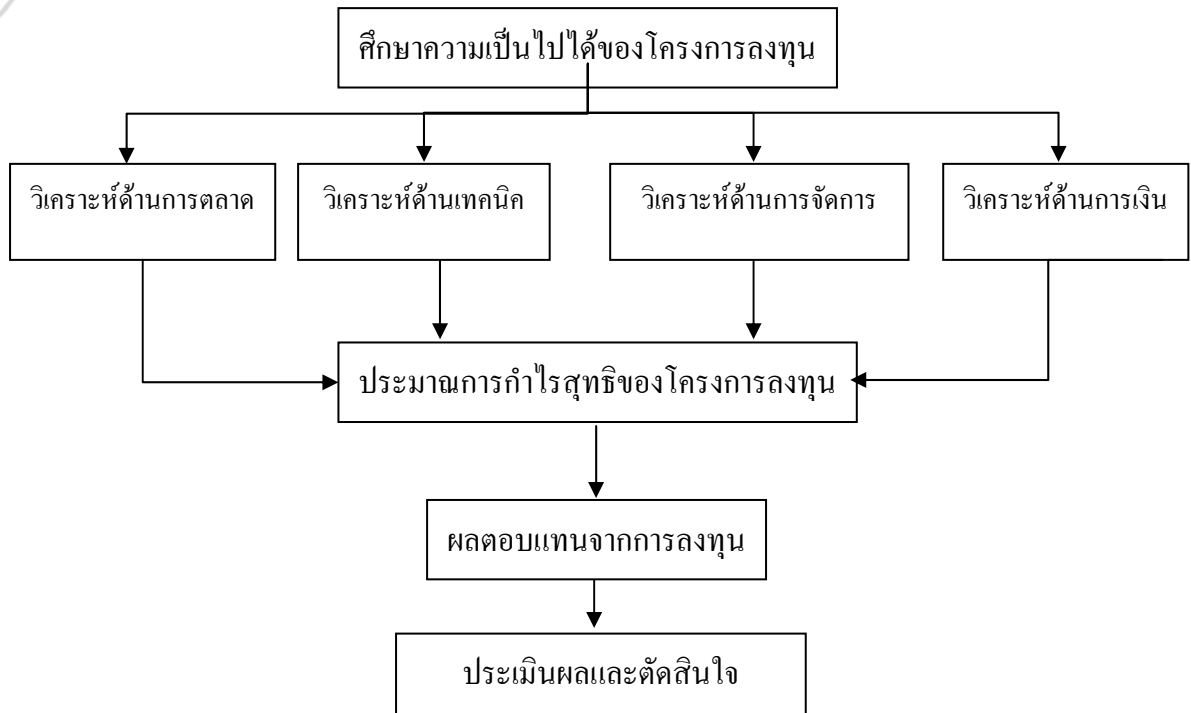 ศึกษาความเป็นไปได้ของโครงการลงทุน
วิเคราะห์ด้านการตลาด
วิเคราะห์ด้านเทคนิค
วิเคราะห์ด้านการจัดการ
วิเคราะห์ด้านการเงิน
ประมาณการกำไรสุทธิของโครงการลงทุน
ผลตอบแทนจากการลงทุน
ประเมินผลและตัดสินใจ